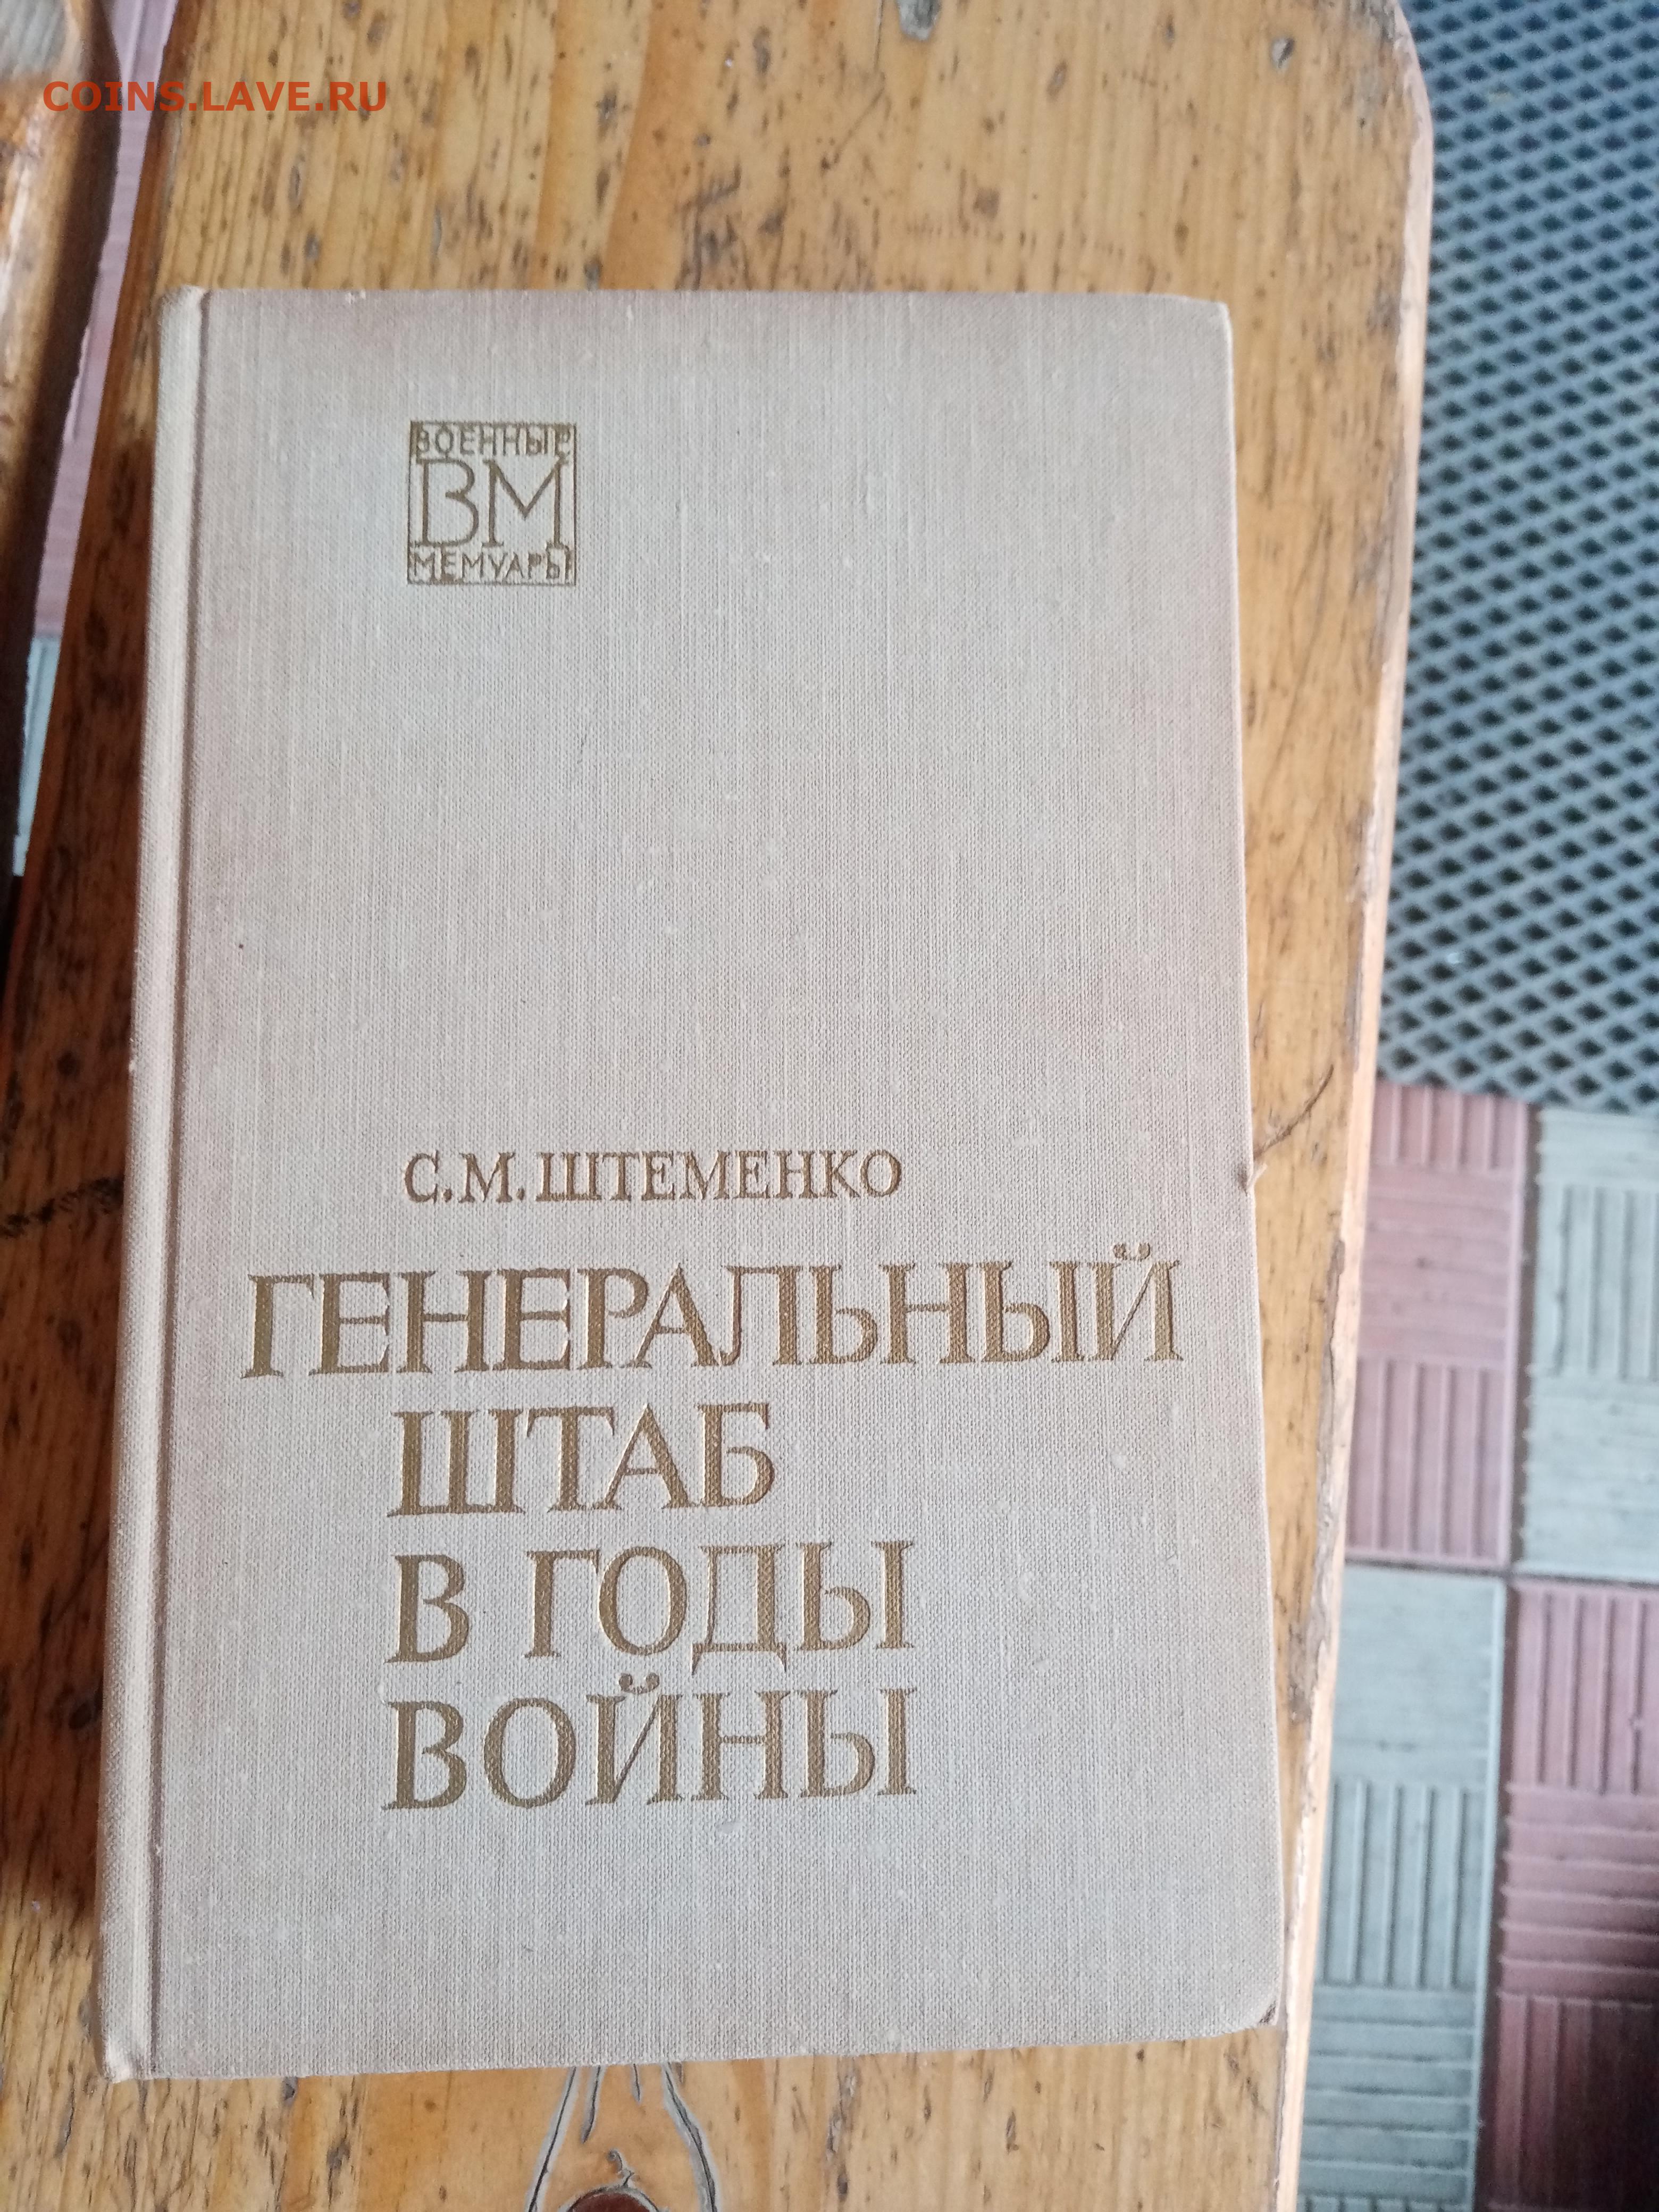 COINS.LAVE.RU
ВОЕННЫЕ
ВМ
МЕМУАРЫ
С.М.ШТЕМЕНКО
ГЕНЕРАЛЬНЫЙ
ШТАБ
В ГОДЫ
ВОЙНЫ